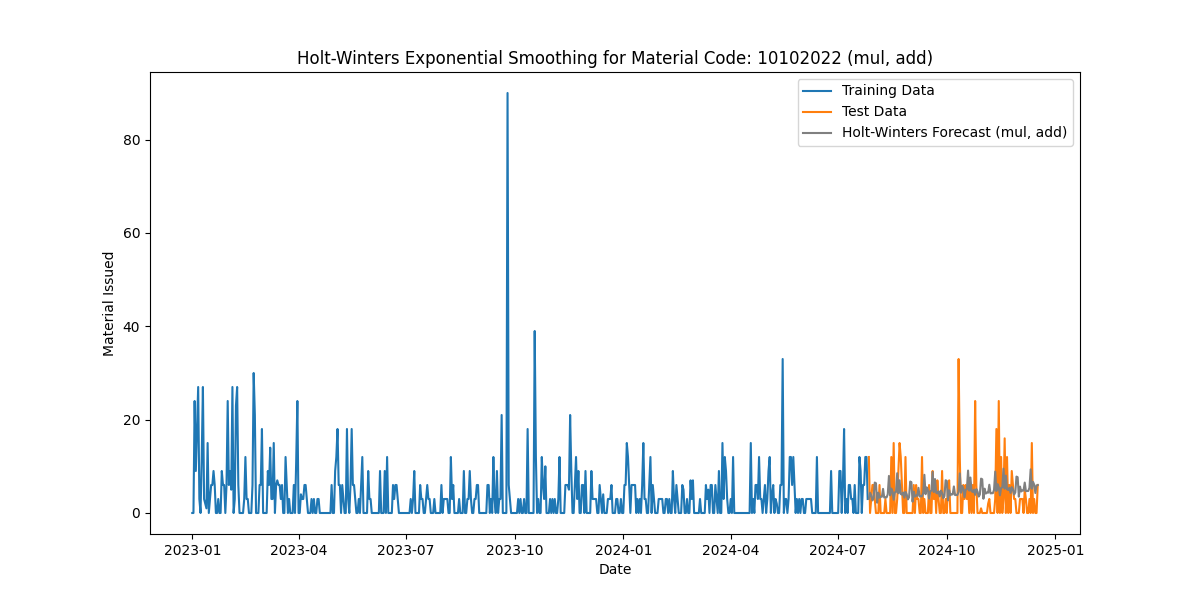 Holt-Winters Exponential Smoothing for Material Code: 10102022 (mul, add)
Training Data
Test Data
Holt-Winters Forecast (mul, add)
Material Issued
80
60
40
20
0
2023-01
2023-04
2023-07
2023-10
2024-01
2024-04
2024-07
2024-10
2025-01
Date